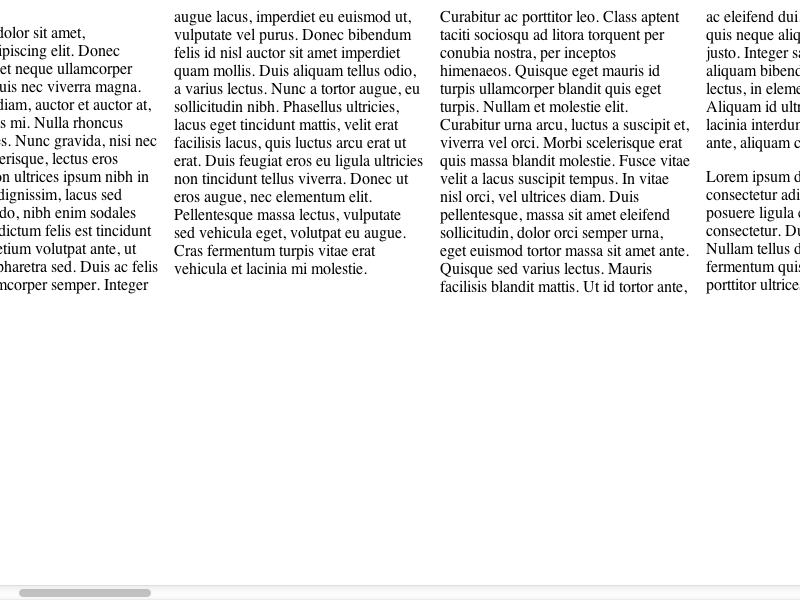 dolor sit amet,
ipiscing elit. Donec
et neque ullamcorper
uis nec viverra magna.
diam, auctor et auctor at,
s mi. Nulla rhoncus
es. Nunc gravida, nisi nec
erisque, lectus eros
on ultrices ipsum nibh in
dignissim, lacus sed
do, nibh enim sodales
dictum felis est tincidunt
etium volutpat ante, ut
pharetra sed. Duis ac felis
mcorper semper. Integer
augue lacus, imperdiet eu euismod ut,
vulputate vel purus. Donec bibendum
felis id nisl auctor sit amet imperdiet
quam mollis. Duis aliquam tellus odio,
a varius lectus. Nunc a tortor augue, eu
sollicitudin nibh. Phasellus ultricies,
lacus eget tincidunt mattis, velit erat
facilisis lacus, quis luctus arcu erat ut
erat. Duis feugiat eros eu ligula ultricies
non tincidunt tellus viverra. Donec ut
eros augue, nec elementum elit.
Pellentesque massa lectus, vulputate
sed vehicula eget, volutpat eu augue.
Cras fermentum turpis vitae erat
vehicula et lacinia mi molestie.
Curabitur ac porttitor leo. Class aptent
taciti sociosqu ad litora torquent per
conubia nostra, per inceptos
himenaeos. Quisque eget mauris id
turpis ullamcorper blandit quis eget
turpis. Nullam et molestie elit.
Curabitur urna arcu, luctus a suscipit et,
viverra vel orci. Morbi scelerisque erat
quis massa blandit molestie. Fusce vitae
velit a lacus suscipit tempus. In vitae
nisl orci, vel ultrices diam. Duis
pellentesque, massa sit amet eleifend
sollicitudin, dolor orci semper urna,
eget euismod tortor massa sit amet ante.
Quisque sed varius lectus. Mauris
facilisis blandit mattis. Ut id tortor ante,
ac eleifend dui
quis neque aliq
justo. Integer sa
aliquam bibend
lectus, in eleme
Aliquam id ultr
lacinia interdum
ante, aliquam c
Lorem ipsum d
consectetur adi
posuere ligula e
consectetur. Du
Nullam tellus d
fermentum quis
porttitor ultrice